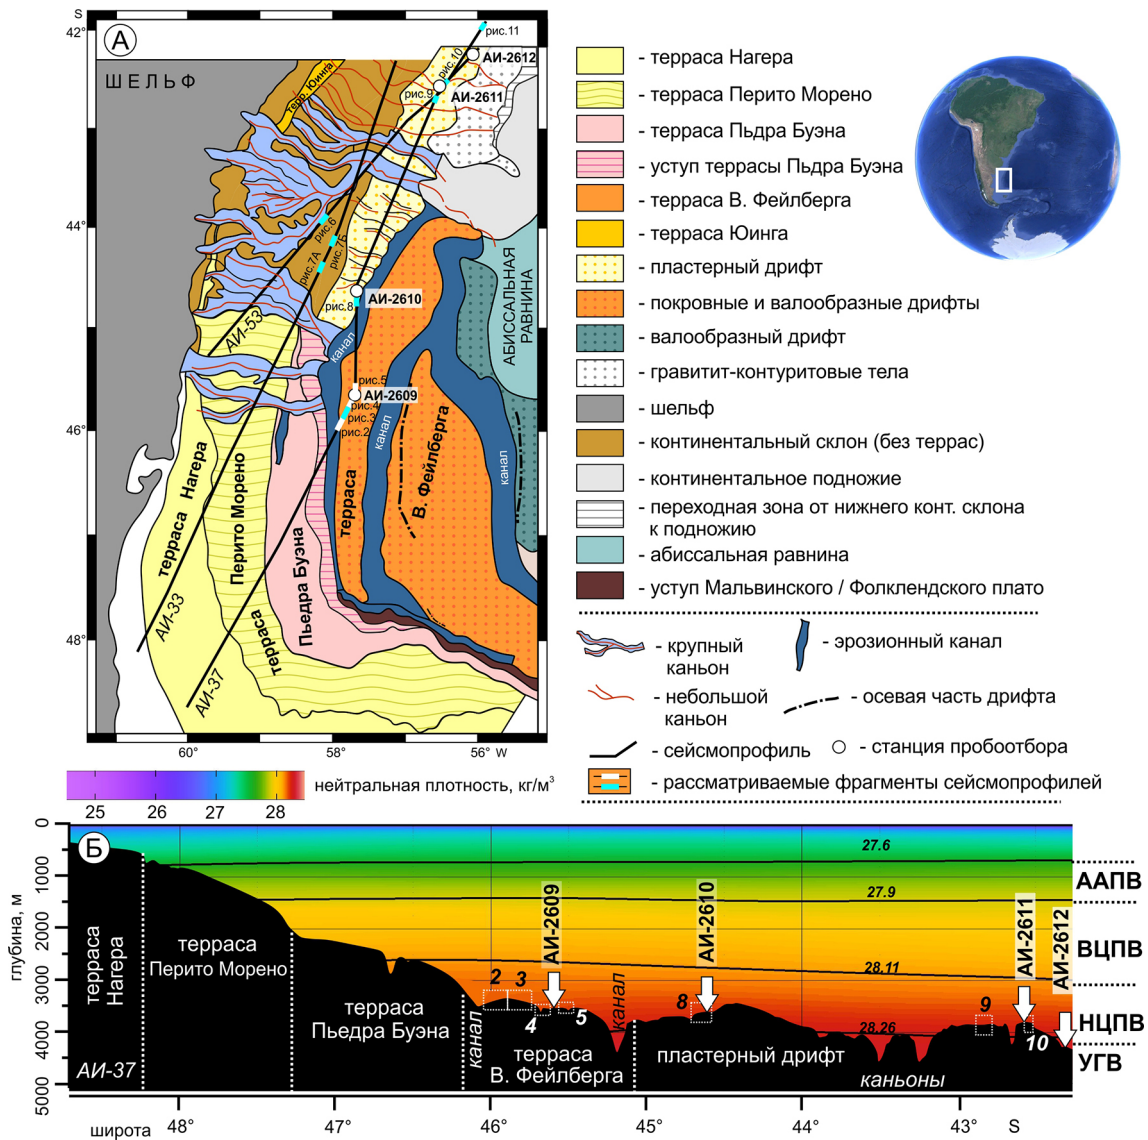 S
42°
44°
46°
48°
60°
58°
56° W
А
ШЕЛЬФ
терр. Юинга
рис.11
рис.10
АИ-2612
рис.9
АИ-2611
рис.6
рис.7Б
рис.7А
рис.8
АИ-2610
АИ-53
канал
АБИССАЛЬНАЯ
РАВНИНА
рис.5
АИ-2609
рис.4
рис.3
рис.2
канал
канал
терраса Нагера
Перито Морено
терраса
Пьедра Буэна
терраса
В. Фейлберга
АИ-33
АИ-37
- терраса Нагера
- терраса Перито Морено
- терраса Пьдра Буэна
- уступ террасы Пьдра Буэна
- терраса В. Фейлберга
- терраса Юинга
- пластерный дрифт
- покровные и валообразные дрифты
- валообразный дрифт
- гравитит-контуритовые тела
- шельф
- континентальный склон (без террас)
- континентальное подножие
- переходная зона от нижнего конт. склона
к подножию
- абиссальная равнина
- уступ Мальвинского / Фолклендского плато
- крупный
каньон
- эрозионный канал
- небольшой
каньон
- осевая часть дрифта
- сейсмопрофиль
- станция пробоотбора
- рассматриваемые фрагменты сейсмопрофилей
нейтральная плотность, кг/м³
25
26
27
28
Б
глубина, м
0
1000
2000
3000
4000
5000
27.6
27.9
28.11
28.26
ААПВ
ВЦПВ
НЦПВ
УГВ
АИ-2609
АИ-2610
АИ-2611
АИ-2612
2
3
4
5
8
9
10
терраса
Нагера
терраса
Перито Морено
терраса
Пьедра Буэна
канал
терраса
В. Фейлберга
канал
пластерный дрифт
каньоны
АИ-37
широта
48°
47°
46°
45°
44°
43°
S